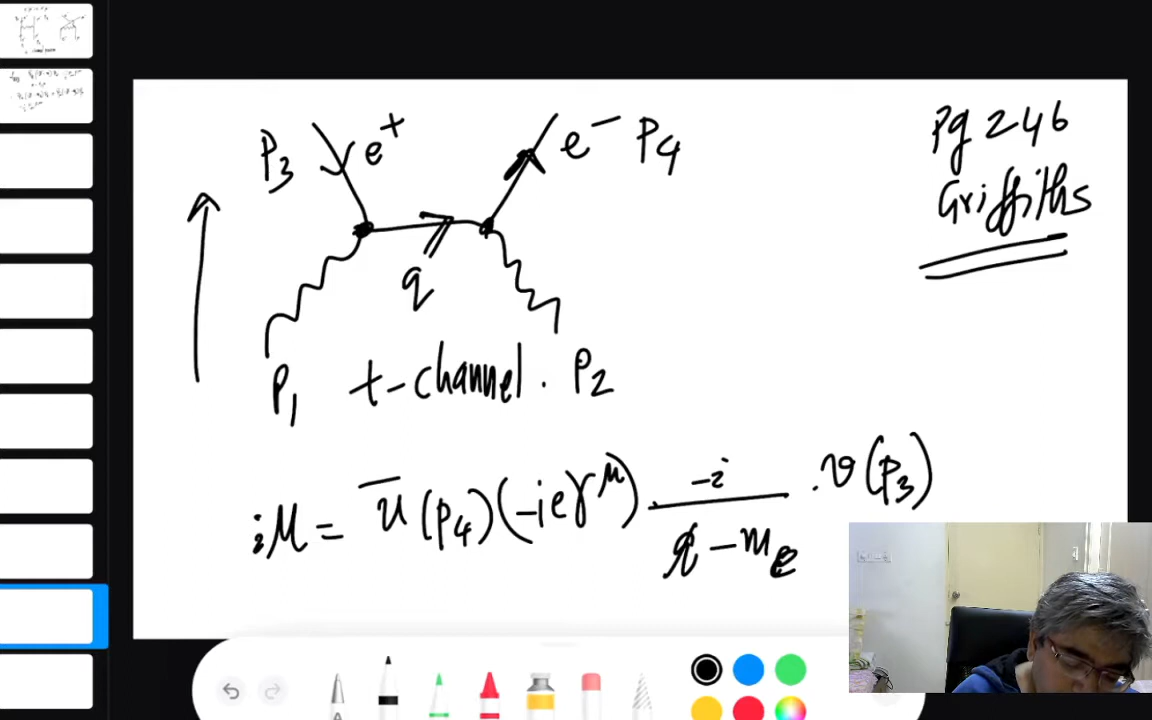 Pg 246
Griffiths
P3 e+ e- P4
q
P1 t-channel. P2
iM = ū(p4)(-ieγ^μ) · -i / (q̸ - me) · v(p3)